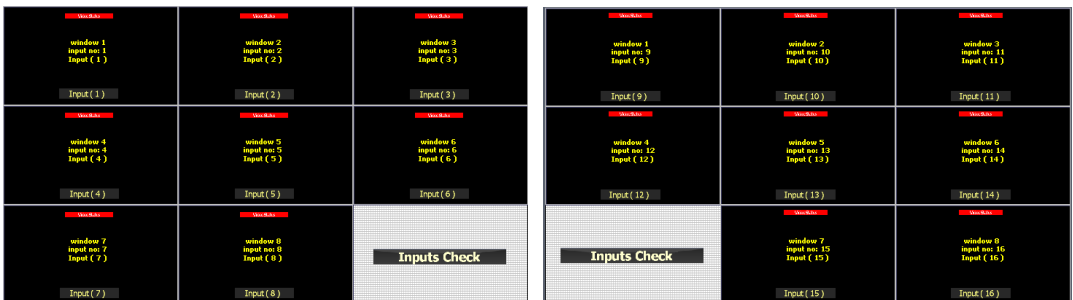 window 1
input no: 1
Input ( 1 )
Input ( 1 )
window 2
input no: 2
Input ( 2 )
Input ( 2 )
window 3
input no: 3
Input ( 3 )
Input ( 3 )
window 4
input no: 4
Input ( 4 )
Input ( 4 )
window 5
input no: 5
Input ( 5 )
Input ( 5 )
window 6
input no: 6
Input ( 6 )
Input ( 6 )
window 7
input no: 7
Input ( 7 )
Input ( 7 )
window 8
input no: 8
Input ( 8 )
Input ( 8 )
Inputs Check
window 1
input no: 9
Input ( 9 )
Input ( 9 )
window 2
input no: 10
Input ( 10 )
Input ( 10 )
window 3
input no: 11
Input ( 11 )
Input ( 11 )
window 4
input no: 12
Input ( 12 )
Input ( 12 )
window 5
input no: 13
Input ( 13 )
Input ( 13 )
window 6
input no: 14
Input ( 14 )
Input ( 14 )
Inputs Check
window 7
input no: 15
Input ( 15 )
Input ( 15 )
window 8
input no: 16
Input ( 16 )
Input ( 16 )